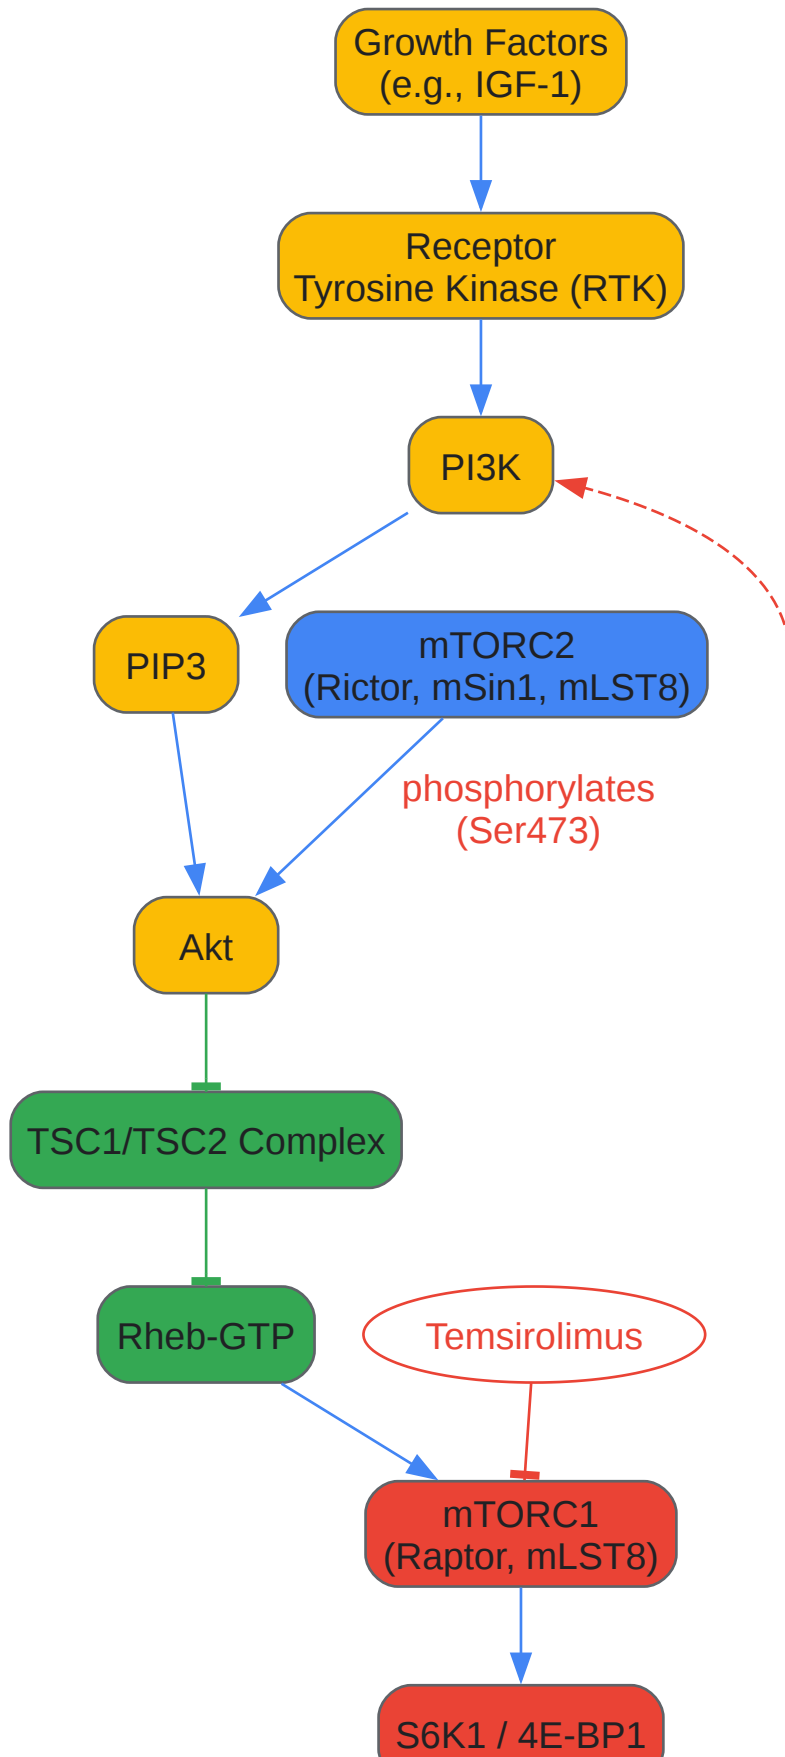 Growth Factors
(e.g., IGF-1)
Receptor
Tyrosine Kinase (RTK)
PI3K
PIP3
mTORC2
(Rictor, mSin1, mLST8)
phosphorylates
(Ser473)
Akt
TSC1/TSC2 Complex
Rheb-GTP
Temsirolimus
mTORC1
(Raptor, mLST8)
S6K1 / 4E-BP1